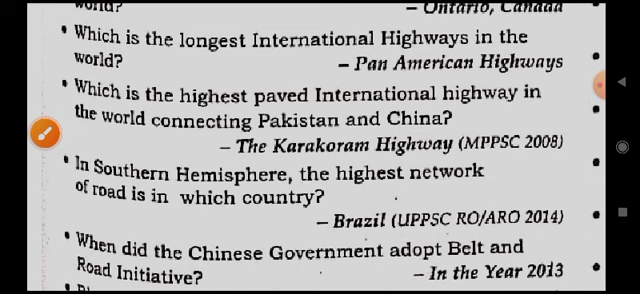 world?
– Ontario, Canada
• Which is the longest International Highways in the
world?
– Pan American Highways
• Which is the highest paved International highway in
the world connecting Pakistan and China?
– The Karakoram Highway (MPPSC 2008)
• In Southern Hemisphere, the highest network
of road is in which country?
– Brazil (UPPSC RO/ARO 2014)
• When did the Chinese Government adopt Belt and
Road Initiative?
– In the Year 2013